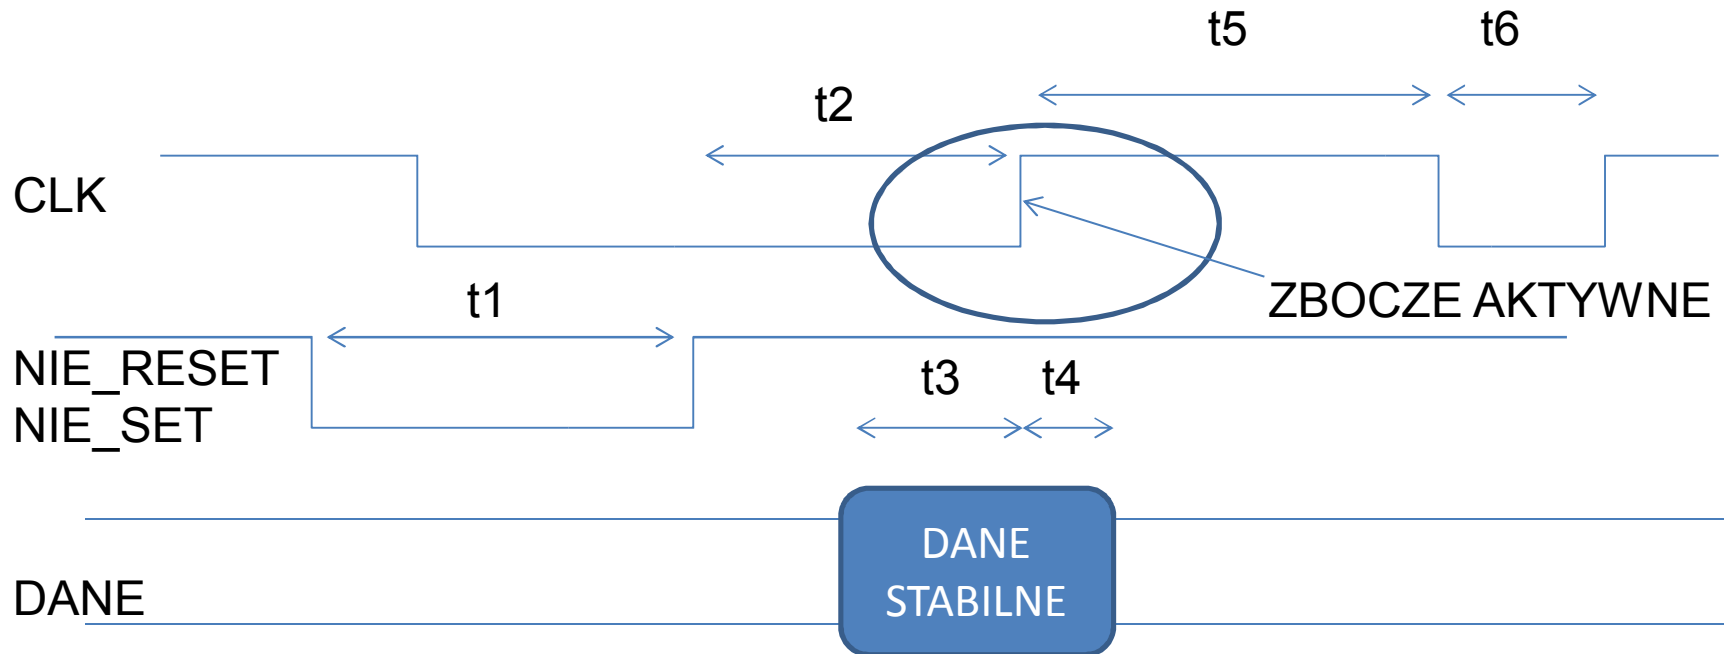 t5
t6
t2
CLK
ZBOCZE AKTYWNE
t1
NIE_RESET
NIE_SET
t3
t4
DANE
STABILNE
DANE